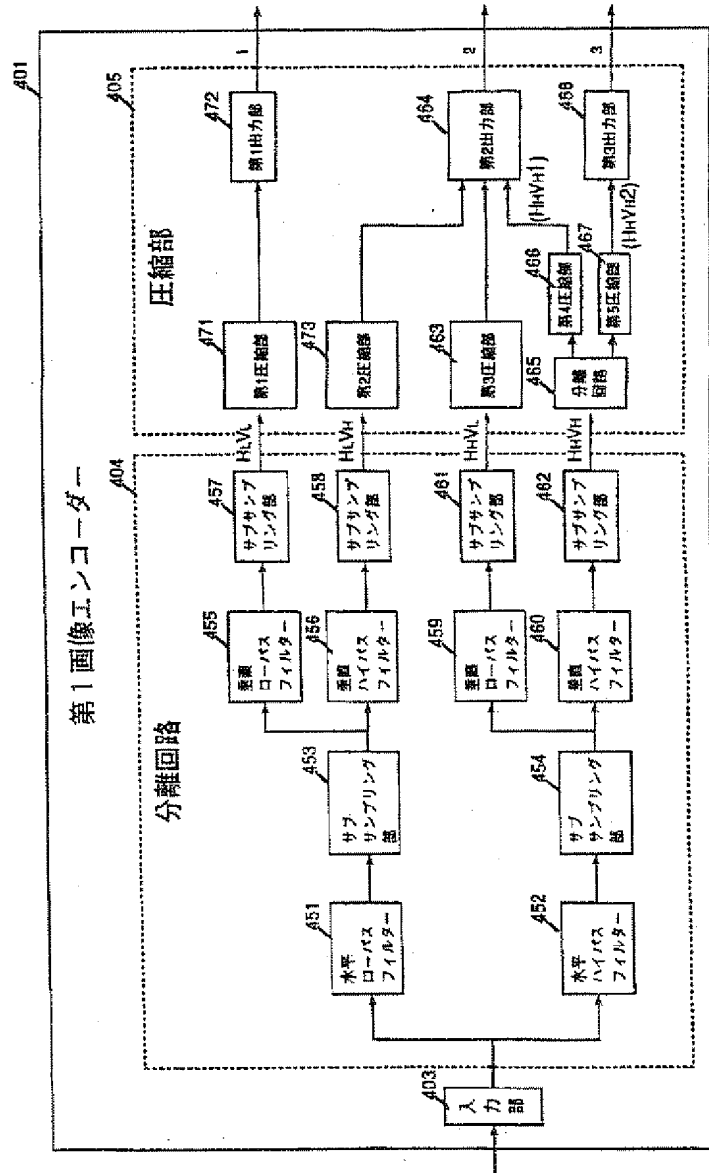 第1画像エンコーダー
401
404
分離回路
405
圧縮部
403
入力部
451
水平
ローパス
フィルター
452
水平
ハイパス
フィルター
453
サブ
サンプリング
部
454
サブ
サンプリング
部
455
垂直
ローパス
フィルター
456
垂直
ハイパス
フィルター
459
垂直
ローパス
フィルター
460
垂直
ハイパス
フィルター
457
サブサンプ
リング部
458
サブサンプ
リング部
461
サブサンプ
リング部
462
サブサンプ
リング部
HLVL
HLVH
HHVL
HHVH
471
第1圧縮部
473
第2圧縮部
463
第3圧縮部
465
分離
回路
466
第4圧縮部
467
第5圧縮部
(HHVH1)
(HHVH2)
472
第1出力部
464
第2出力部
468
第3出力部
1
2
3